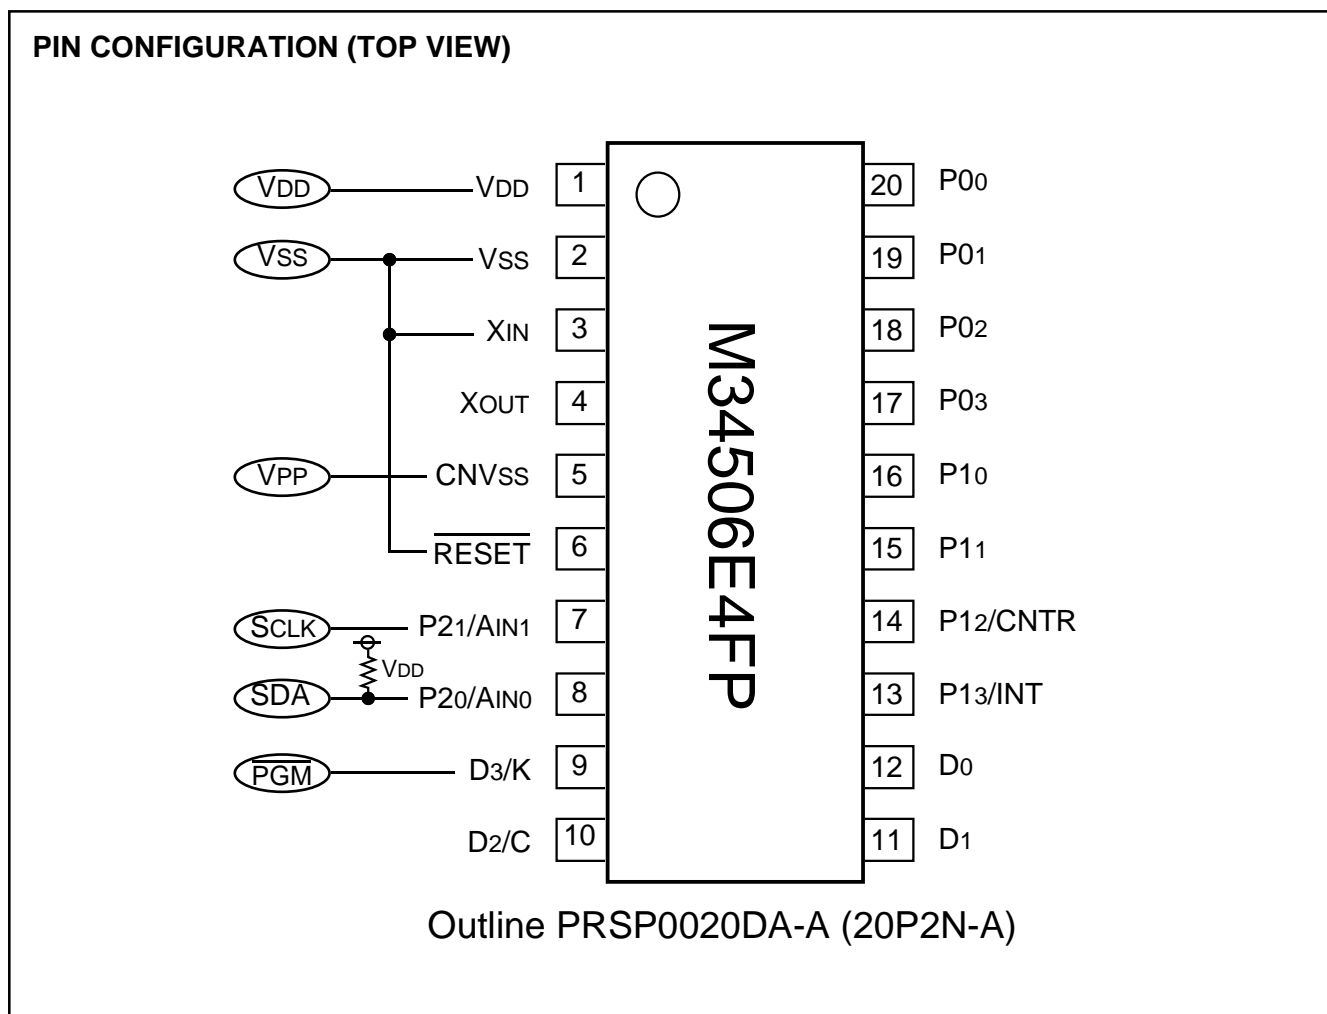 PIN CONFIGURATION (TOP VIEW)
VDD VDD 1 20 P00
VSS VSS 2 19 P01
XIN 3 18 P02
XOUT 4 17 P03
VPP CNVSS 5 16 P10
RESET 6 15 P11
SCLK P21/AIN1 7 14 P12/CNTR
VDD
SDA P20/AIN0 8 13 P13/INT
PGM D3/K 9 12 D0
D2/C 10 11 D1
M34506E4FP
Outline PRSP0020DA-A (20P2N-A)